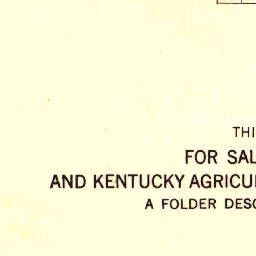 THI
FOR SAL
AND KENTUCKY AGRICU
A FOLDER DESC